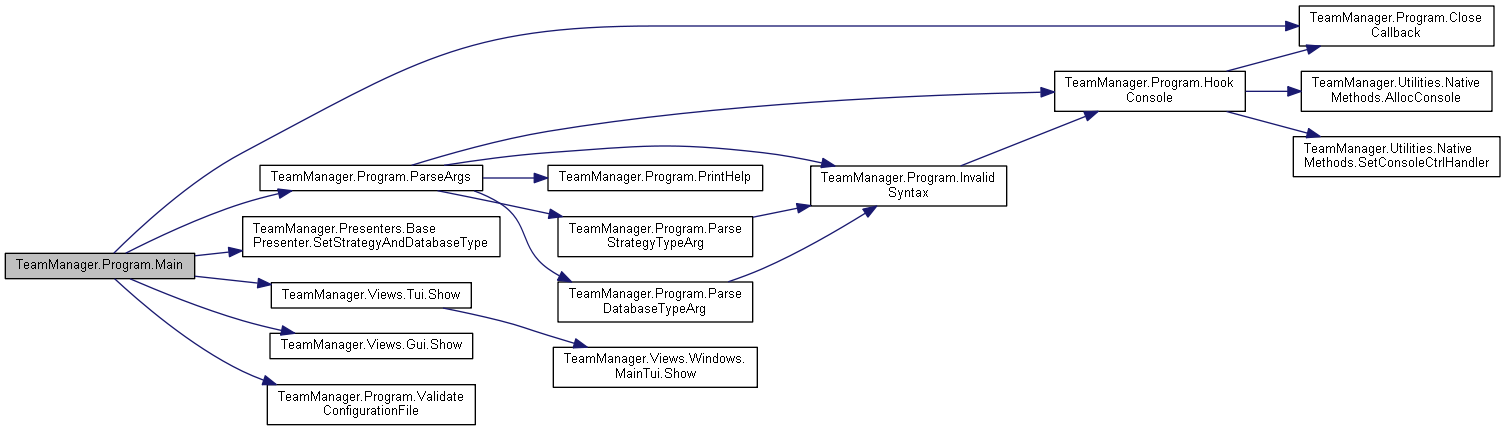 TeamManager.Program.Main
TeamManager.Program.ParseArgs
TeamManager.Presenters.Base
Presenter.SetStrategyAndDatabaseType
TeamManager.Views.Tui.Show
TeamManager.Views.Gui.Show
TeamManager.Program.Validate
ConfigurationFile
TeamManager.Program.PrintHelp
TeamManager.Program.Parse
StrategyTypeArg
TeamManager.Program.Parse
DatabaseTypeArg
TeamManager.Views.Windows.
MainTui.Show
TeamManager.Program.Invalid
Syntax
TeamManager.Program.Hook
Console
TeamManager.Program.Close
Callback
TeamManager.Utilities.Native
Methods.AllocConsole
TeamManager.Utilities.Native
Methods.SetConsoleCtrlHandler